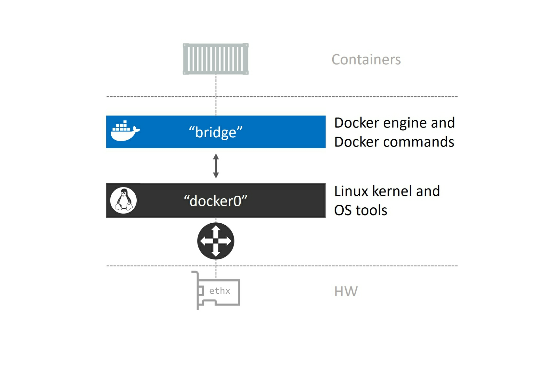 Containers
“bridge”
Docker engine and
Docker commands
“docker0”
Linux kernel and
OS tools
ethx
HW